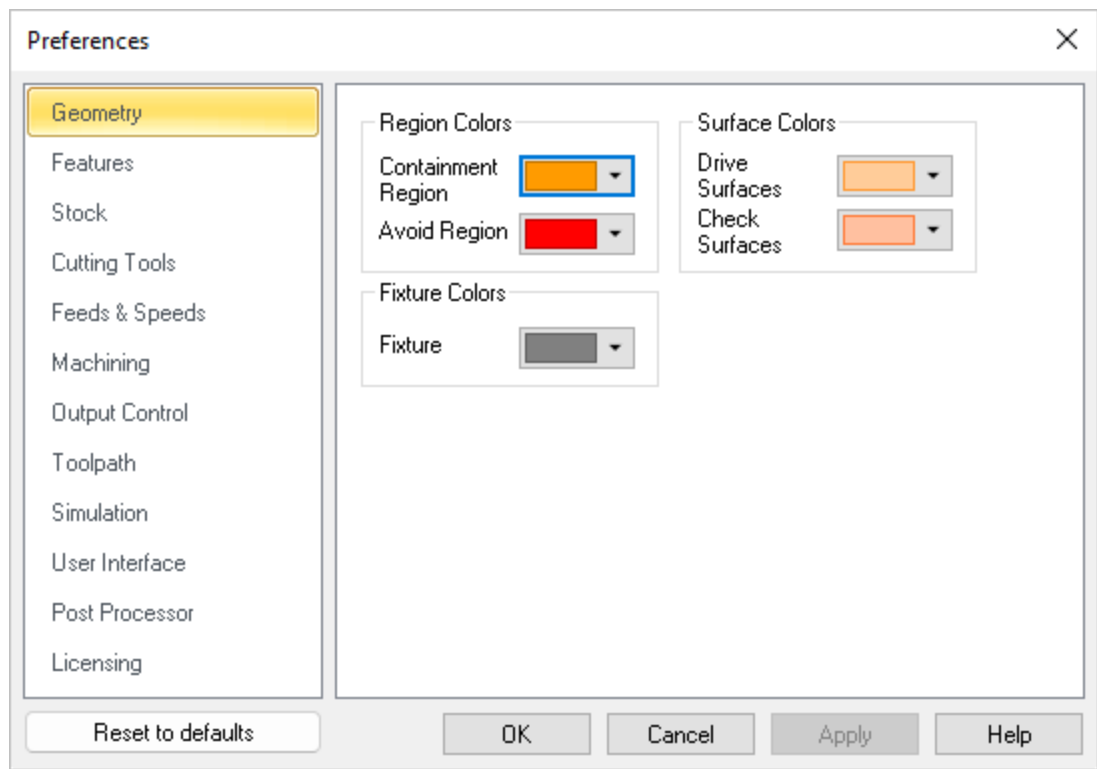 Preferences
Geometry
Features
Stock
Cutting Tools
Feeds & Speeds
Machining
Output Control
Toolpath
Simulation
User Interface
Post Processor
Licensing
Region Colors
Containment
Region
Avoid Region
Surface Colors
Drive
Surfaces
Check
Surfaces
Fixture Colors
Fixture
Reset to defaults
OK
Cancel
Apply
Help